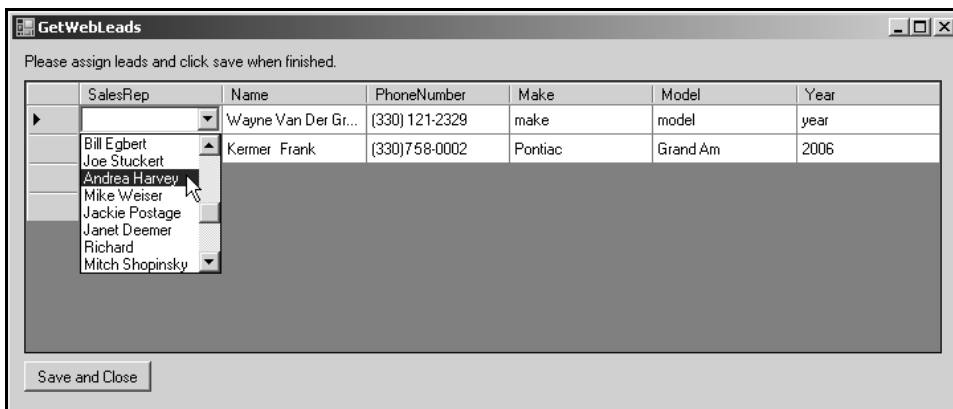 GetWebLeads
Please assign leads and click save when finished.
SalesRep Name PhoneNumber Make Model Year
Wayne Van Der Gr... (330) 121-2329 make model year
Kermer Frank (330)758-0002 Pontiac Grand Am 2006
Bill Egbert
Joe Stuckert
Andrea Harvey
Mike Weiser
Jackie Postage
Janet Deemer
Richard
Mitch Shopinsky
Save and Close